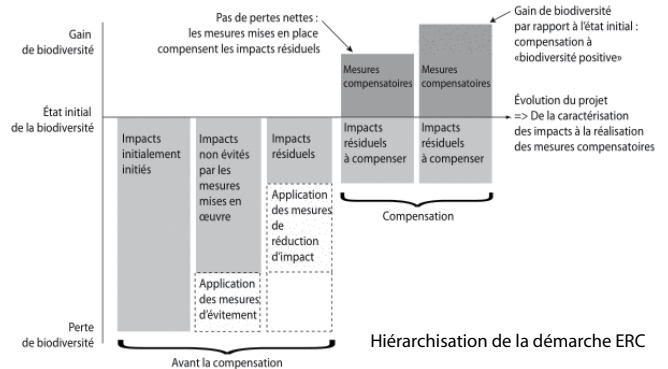 Gain
de biodiversité
Pas de pertes nettes :
les mesures mises en place
compensent les impacts résiduels
Gain de biodiversité
par rapport à l'état initial :
compensation à
«biodiversité positive»
Mesures
compensatoires
Mesures
compensatoires
État initial
de la biodiversité
Évolution du projet
=> De la caractérisation
des impacts à la réalisation
des mesures compensatoires
Impacts
initialement
initiés
Impacts
non évités
par les
mesures
mises en
œuvre
Impacts
résiduels
Impacts
résiduels
à compenser
Impacts
résiduels
à compenser
Application
des mesures
de
réduction
d'impact
Compensation
Application
des mesures
d'évitement
Perte
de biodiversité
Avant la compensation
Hiérarchisation de la démarche ERC